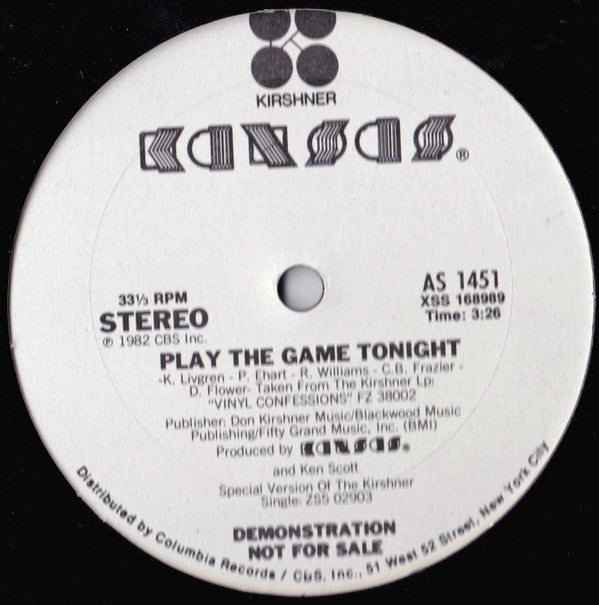 KIRSHNER
KANSAS®
33⅓ RPM
STEREO
℗ 1982 CBS Inc.
AS 1451
XSS 168989
Time: 3:26
PLAY THE GAME TONIGHT
-K. Livgren - P. Ehart - R. Williams - C.B. Frazier -
D. Flower- Taken From The Kirshner Lp:
"VINYL CONFESSIONS" FZ 38002
Publisher: Don Kirshner Music/Blackwood Music
Publishing/Fifty Grand Music, Inc. (BMI)
Produced by KANSAS®
and Ken Scott
Special Version Of The Kirshner
Single: ZS5 02903
DEMONSTRATION
NOT FOR SALE
Distributed by Columbia Records / CBS, Inc., 51 West 52 Street, New York City